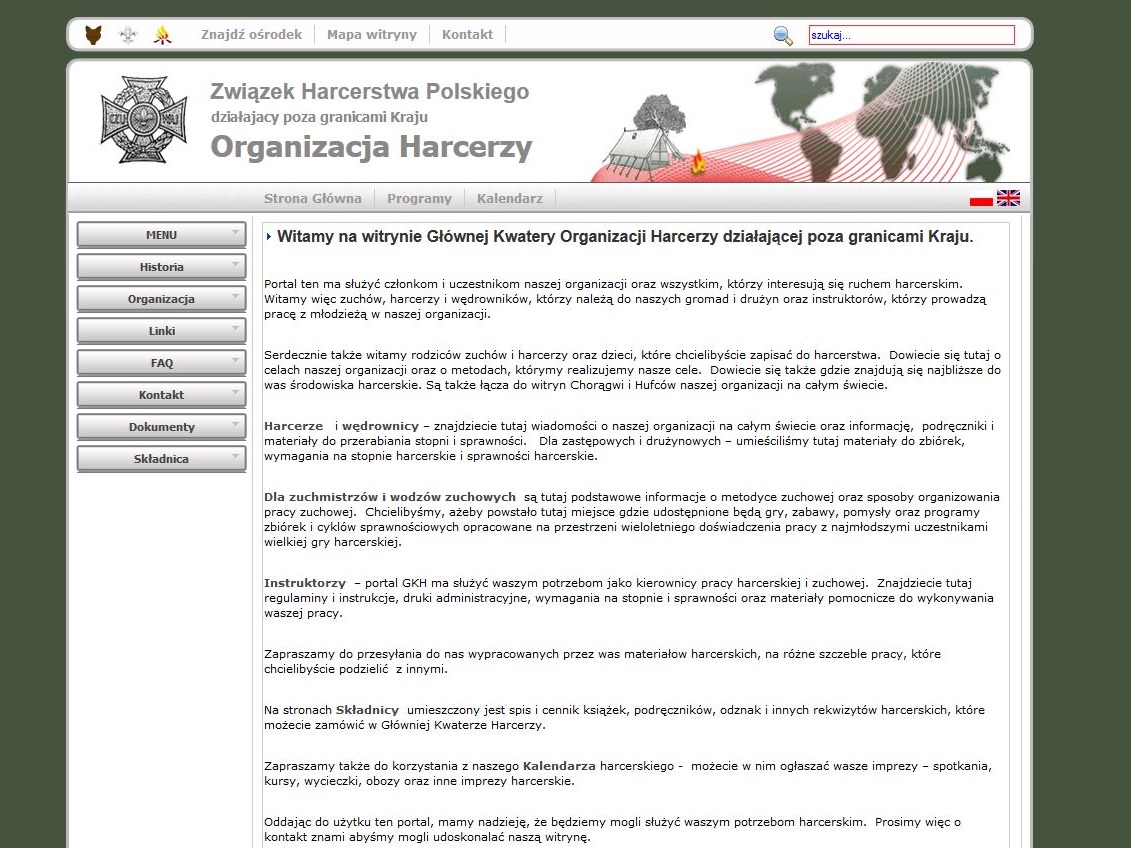 Znajdź ośrodek
Mapa witryny
Kontakt
szukaj...
CZU WAJ
Związek Harcerstwa Polskiego
działajacy poza granicami Kraju
Organizacja Harcerzy
Strona Główna
Programy
Kalendarz
MENU
Historia
Organizacja
Linki
FAQ
Kontakt
Dokumenty
Składnica
Witamy na witrynie Głównej Kwatery Organizacji Harcerzy działającej poza granicami Kraju.
Portal ten ma służyć członkom i uczestnikom naszej organizacji oraz wszystkim, którzy interesują się ruchem harcerskim.
Witamy więc zuchów, harcerzy i wędrowników, którzy należą do naszych gromad i drużyn oraz instruktorów, którzy prowadzą
pracę z młodzieżą w naszej organizacji.
Serdecznie także witamy rodziców zuchów i harcerzy oraz dzieci, które chcielibyście zapisać do harcerstwa. Dowiecie się tutaj o
celach naszej organizacji oraz o metodach, którymy realizujemy nasze cele. Dowiecie się także gdzie znajdują się najbliższe do
was środowiska harcerskie. Są także łącza do witryn Chorągwi i Hufców naszej organizacji na całym świecie.
Harcerze i wędrownicy – znajdziecie tutaj wiadomości o naszej organizacji na całym świecie oraz informację, podręczniki i
materiały do przerabiania stopni i sprawności. Dla zastępowych i drużynowych – umieściliśmy tutaj materiały do zbiórek,
wymagania na stopnie harcerskie i sprawności harcerskie.
Dla zuchmistrzów i wodzów zuchowych są tutaj podstawowe informacje o metodyce zuchowej oraz sposoby organizowania
pracy zuchowej. Chcielibyśmy, ażeby powstało tutaj miejsce gdzie udostępnione będą gry, zabawy, pomysły oraz programy
zbiórek i cyklów sprawnościowych opracowane na przestrzeni wieloletniego doświadczenia pracy z najmłodszymi uczestnikami
wielkiej gry harcerskiej.
Instruktorzy – portal GKH ma służyć waszym potrzebom jako kierownicy pracy harcerskiej i zuchowej. Znajdziecie tutaj
regulaminy i instrukcje, druki administracyjne, wymagania na stopnie i sprawności oraz materiały pomocnicze do wykonywania
waszej pracy.
Zapraszamy do przesyłania do nas wypracowanych przez was materiałow harcerskich, na różne szczeble pracy, które
chcielibyście podzielić z innymi.
Na stronach Składnicy umieszczony jest spis i cennik książek, podręczników, odznak i innych rekwizytów harcerskich, które
możecie zamówić w Główniej Kwaterze Harcerzy.
Zapraszamy także do korzystania z naszego Kalendarza harcerskiego - możecie w nim ogłaszać wasze imprezy – spotkania,
kursy, wycieczki, obozy oraz inne imprezy harcerskie.
Oddając do użytku ten portal, mamy nadzieję, że będziemy mogli służyć waszym potrzebom harcerskim. Prosimy więc o
kontakt znami abyśmy mogli udoskonalać naszą witrynę.